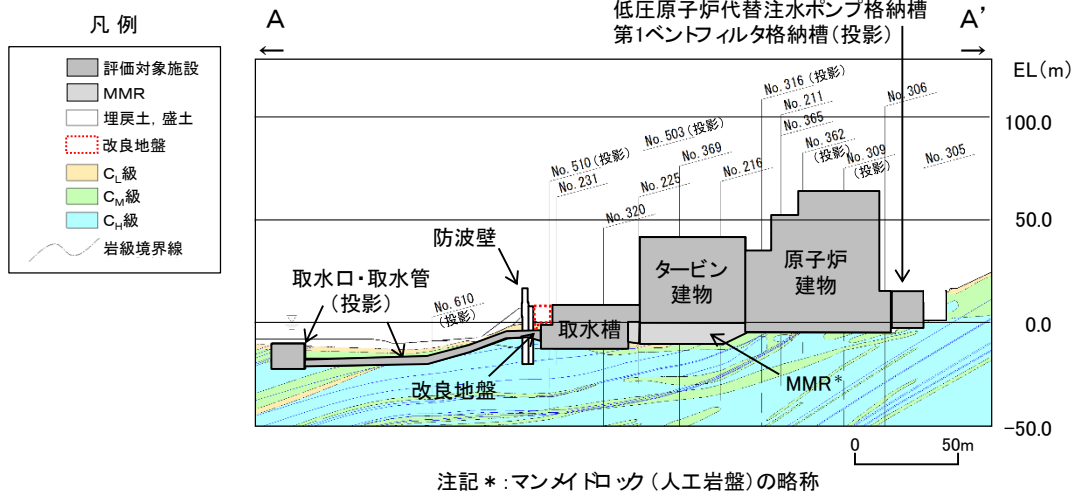 凡例
評価対象施設
MMR
埋戻土, 盛土
改良地盤
CL級
CM級
CH級
岩級境界線
A
A'
低圧原子炉代替注水ポンプ格納槽
第1ベントフィルタ格納槽(投影)
EL(m)
100.0
50.0
0.0
-50.0
No. 316 (投影)
No. 211
No. 365
No. 362
(投影)
No. 309
(投影)
No. 306
No. 305
No. 503 (投影)
No. 510 (投影)
No. 231
No. 369
No. 225
No. 216
No. 320
No. 610
(投影)
防波壁
取水口・取水管
(投影)
タービン
建物
原子炉
建物
取水槽
改良地盤
MMR*
0
50m
注記*:マンメイドロック(人工岩盤)の略称